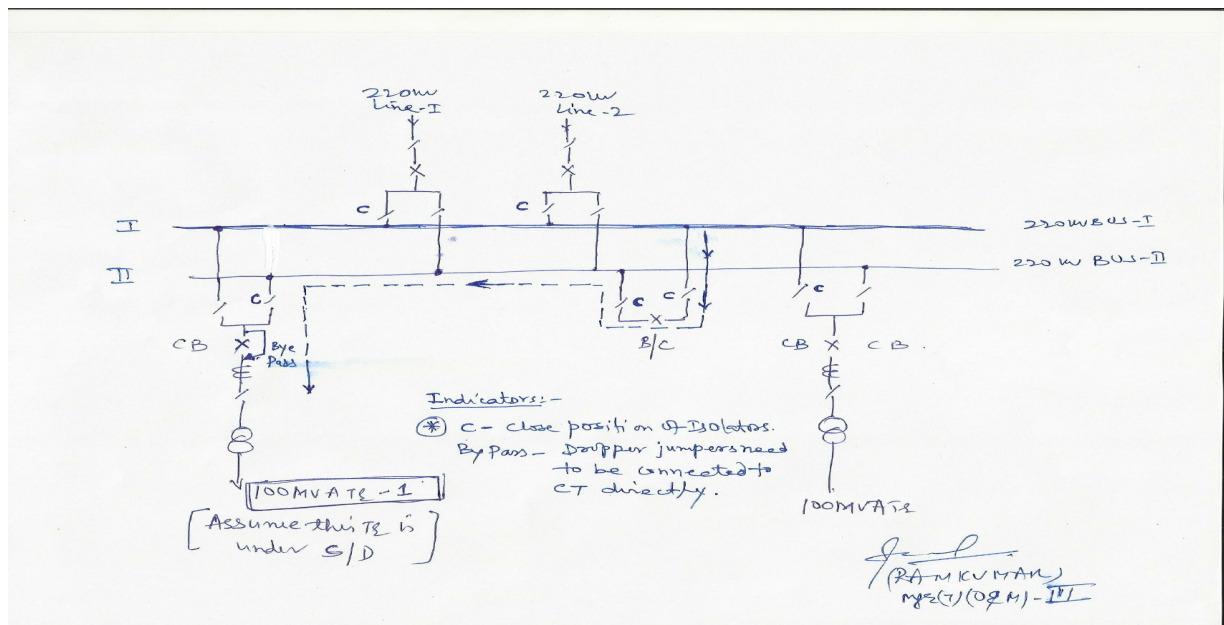 220kv
Line-I
220kv
Line-2
C
C
I
220kv BUS-I
II
220 kv BUS-II
C
C
C
C
CB
Bye
Pass
B/C
CB
CB.
Indicators:-
* C - Close position of Isolators.
By Pass - Dropper jumpers need
to be connected to
CT directly.
100MVA TR - 1
100MVA TR
[Assume this TR is
under S/D]
(RAMKUMAR)
(O&M)-III